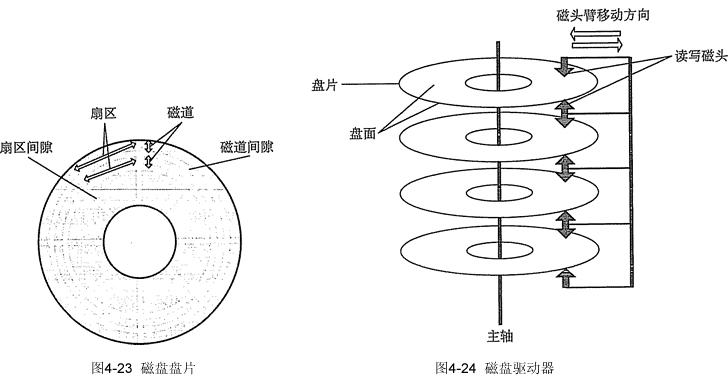 磁头臂移动方向
读写磁头
盘片
盘面
扇区
磁道
扇区间隙
磁道间隙
主轴
图4-23 磁盘盘片
图4-24 磁盘驱动器